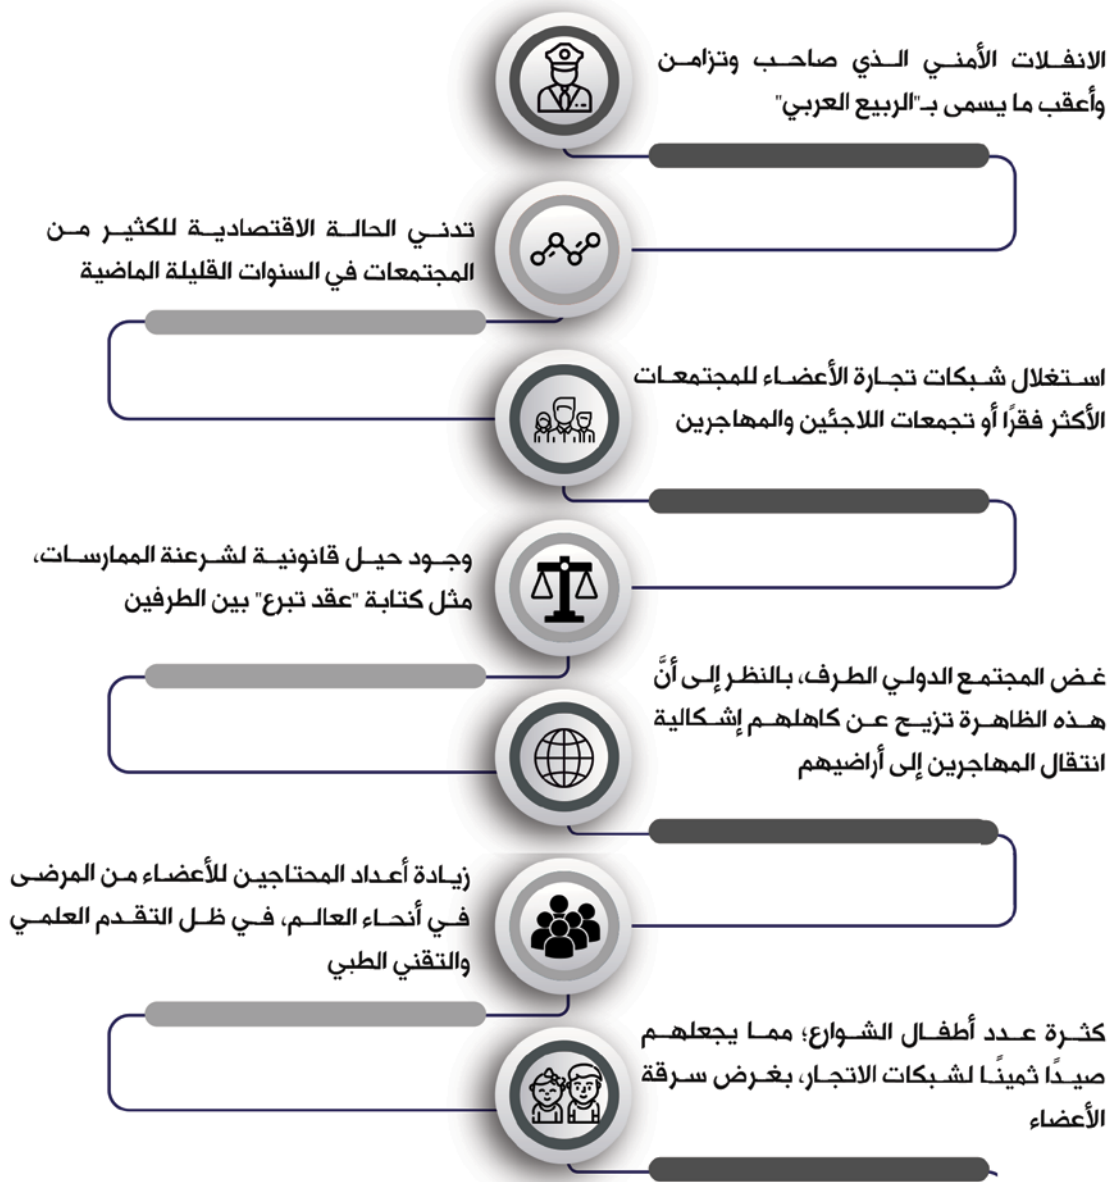 الانفلات الأمني الذي صاحب وتزامن
وأعقب ما يسمى بـ"الربيع العربي"
تدني الحالة الاقتصادية للكثير من
المجتمعات في السنوات القليلة الماضية
استغلال شبكات تجارة الأعضاء للمجتمعات
الأكثر فقرًا أو تجمعات اللاجئين والمهاجرين
وجود حيل قانونية لشرعنة الممارسات،
مثل كتابة "عقد تبرع" بين الطرفين
غض المجتمع الدولي الطرف، بالنظر إلى أنَّ
هذه الظاهرة تزيح عن كاهلهم إشكالية
انتقال المهاجرين إلى أراضيهم
زيادة أعداد المحتاجين للأعضاء من المرضى
في أنحاء العالم، في ظل التقدم العلمي
والتقني الطبي
كثرة عدد أطفال الشوارع؛ مما يجعلهم
صيدًا ثمينًا لشبكات الاتجار، بغرض سرقة
الأعضاء